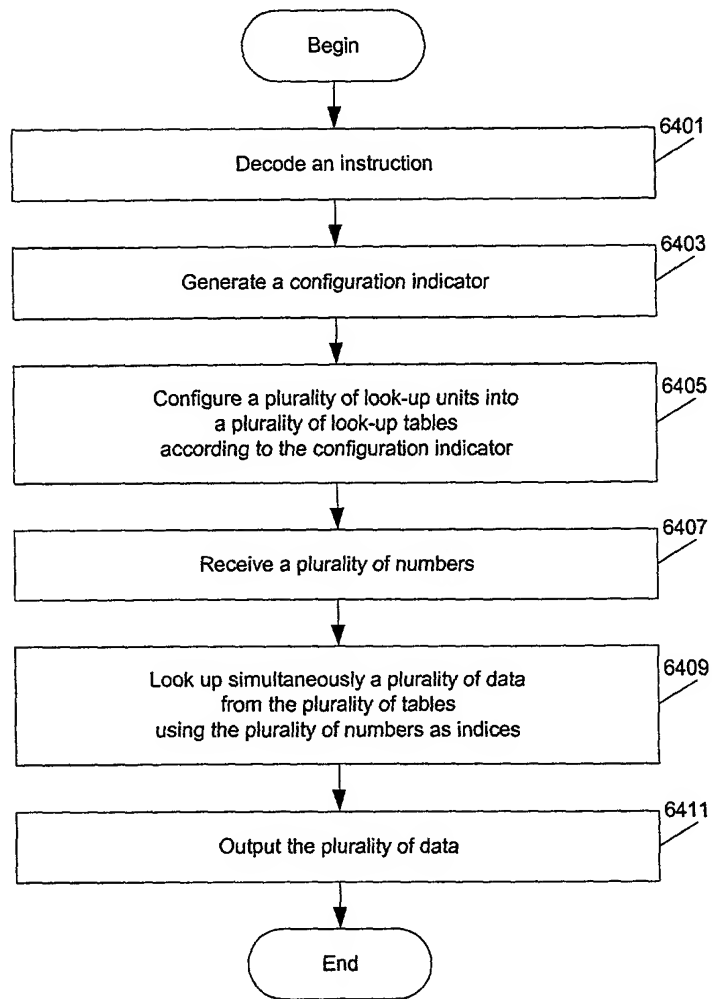 Begin
6401
Decode an instruction
6403
Generate a configuration indicator
6405
Configure a plurality of look-up units into
a plurality of look-up tables
according to the configuration indicator
6407
Receive a plurality of numbers
6409
Look up simultaneously a plurality of data
from the plurality of tables
using the plurality of numbers as indices
6411
Output the plurality of data
End